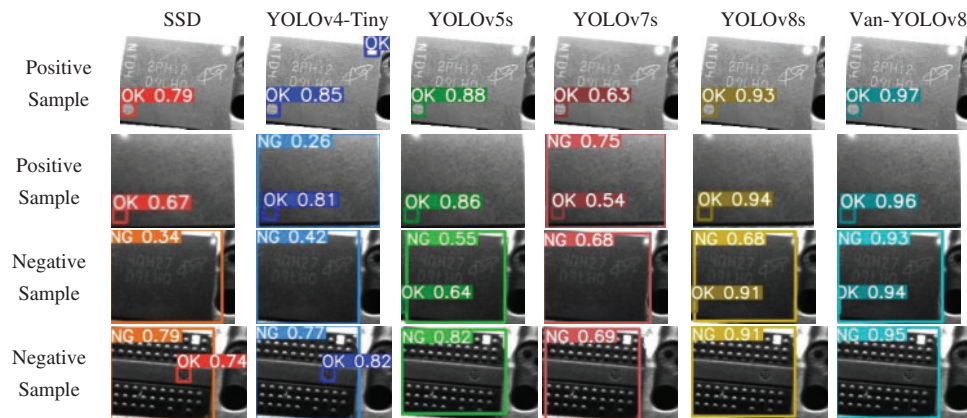 SSD YOLOv4-Tiny YOLOv5s YOLOv7s YOLOv8s Van-YOLOv8
Positive Sample
OK
OK 0.79 OK 0.85 OK 0.88 OK 0.63 OK 0.93 OK 0.97
Positive Sample
NG 0.26 NG 0.75
OK 0.67 OK 0.81 OK 0.86 OK 0.54 OK 0.94 OK 0.96
Negative Sample
NG 0.34 NG 0.42 NG 0.55 NG 0.68 NG 0.68 NG 0.93
OK 0.64 OK 0.91 OK 0.94
Negative Sample
NG 0.79 NG 0.77 NG 0.82 NG 0.69 NG 0.91 NG 0.95
OK 0.74 OK 0.82